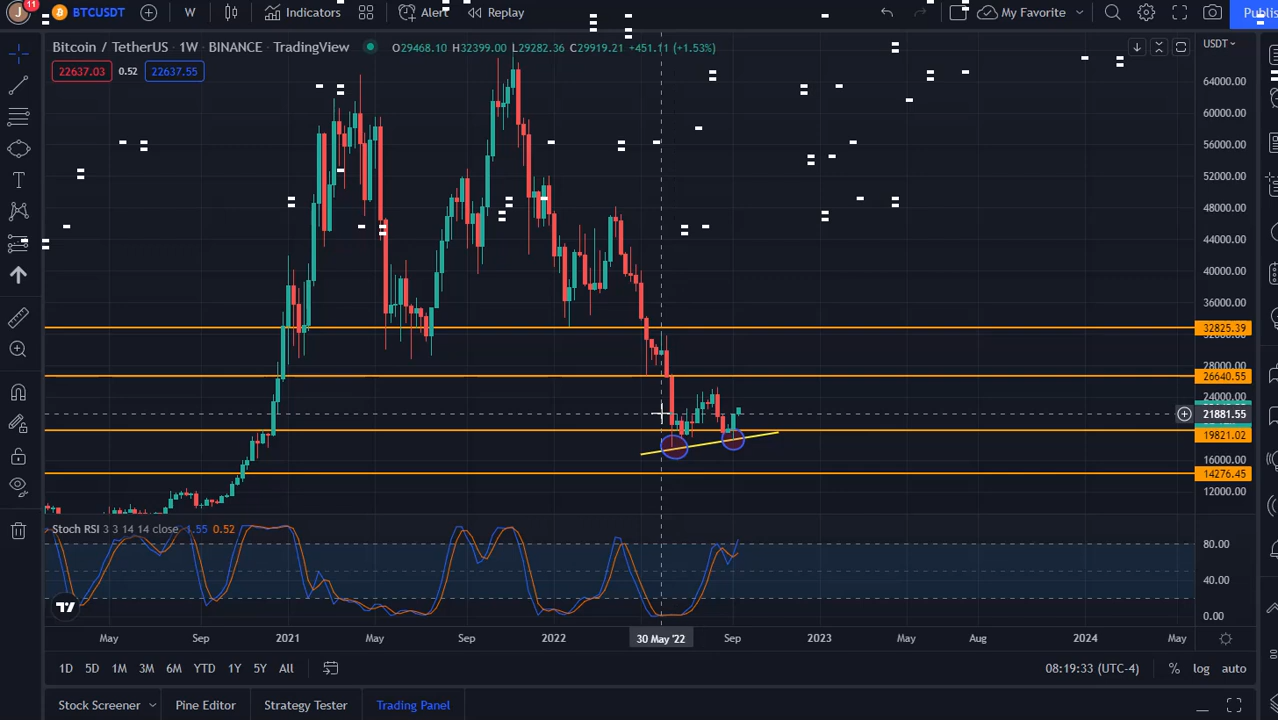 J
11
BTCUSDT
W
Indicators
Alert
Replay
My Favorite
Publis
Bitcoin / TetherUS · 1W · BINANCE · TradingView
O29468.10 H32399.00 L29282.36 C29919.21 +451.11 (+1.53%)
USDT
22637.03 0.52 22637.55
64000.00
60000.00
56000.00
52000.00
48000.00
44000.00
40000.00
36000.00
32825.39
28000.00
26640.55
24000.00
21881.55
19821.02
16000.00
14276.45
12000.00
Stoch RSI 3 3 14 14 close 1.55 0.52
80.00
40.00
0.00
May Sep 2021 May Sep 2022 30 May '22 Sep 2023 May Aug 2024 May
1D 5D 1M 3M 6M YTD 1Y 5Y All
08:19:33 (UTC-4) % log auto
Stock Screener Pine Editor Strategy Tester Trading Panel